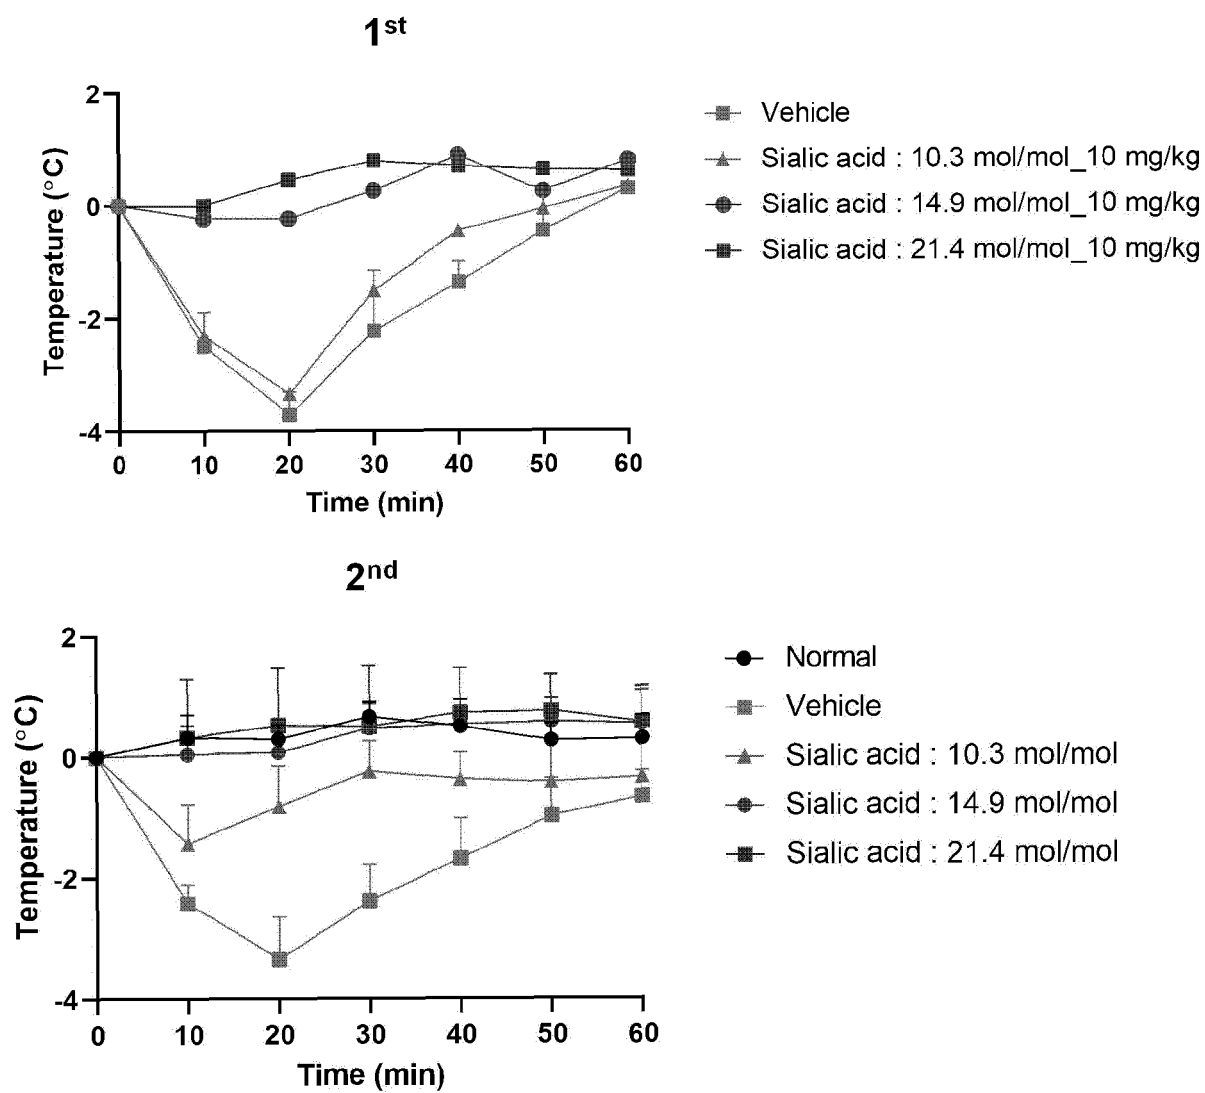 1st
2
0
-2
-4
Temperature (°C)
0 10 20 30 40 50 60
Time (min)
Vehicle
Sialic acid : 10.3 mol/mol_10 mg/kg
Sialic acid : 14.9 mol/mol_10 mg/kg
Sialic acid : 21.4 mol/mol_10 mg/kg
2nd
2
0
-2
-4
Temperature (°C)
0 10 20 30 40 50 60
Time (min)
Normal
Vehicle
Sialic acid : 10.3 mol/mol
Sialic acid : 14.9 mol/mol
Sialic acid : 21.4 mol/mol